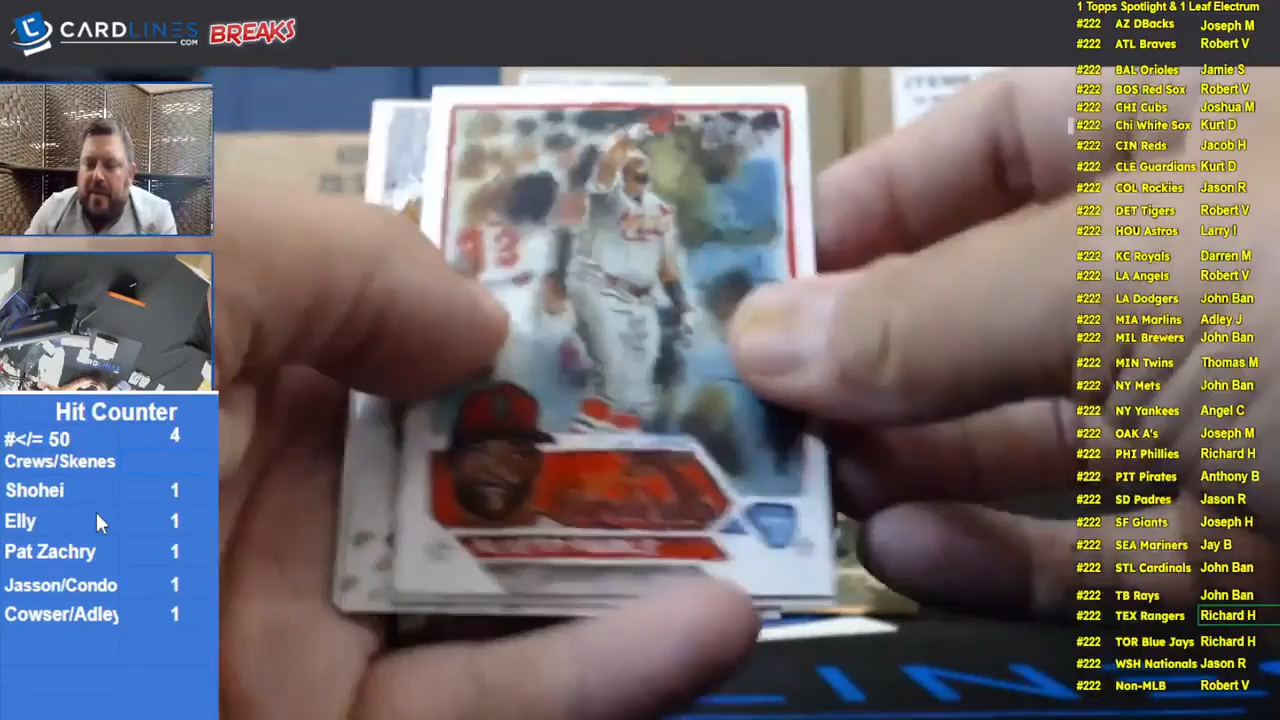 CARDLINES
.COM
BREAKS
Hit Counter
#</= 50 4
Crews/Skenes
Shohei 1
Elly 1
Pat Zachry 1
Jasson/Condo 1
Cowser/Adley 1
13
CARDLINES
1 Topps Spotlight & 1 Leaf Electrum
#222 AZ DBacks Joseph M
#222 ATL Braves Robert V
#222 BAL Orioles Jamie S
#222 BOS Red Sox Robert V
#222 CHI Cubs Joshua M
#222 Chi White Sox Kurt D
#222 CIN Reds Jacob H
#222 CLE Guardians Kurt D
#222 COL Rockies Jason R
#222 DET Tigers Robert V
#222 HOU Astros Larry I
#222 KC Royals Darren M
#222 LA Angels Robert V
#222 LA Dodgers John Ban
#222 MIA Marlins Adley J
#222 MIL Brewers John Ban
#222 MIN Twins Thomas M
#222 NY Mets John Ban
#222 NY Yankees Angel C
#222 OAK A's Joseph M
#222 PHI Phillies Richard H
#222 PIT Pirates Anthony B
#222 SD Padres Jason R
#222 SF Giants Joseph H
#222 SEA Mariners Jay B
#222 STL Cardinals John Ban
#222 TB Rays John Ban
#222 TEX Rangers Richard H
#222 TOR Blue Jays Richard H
#222 WSH Nationals Jason R
#222 Non-MLB Robert V